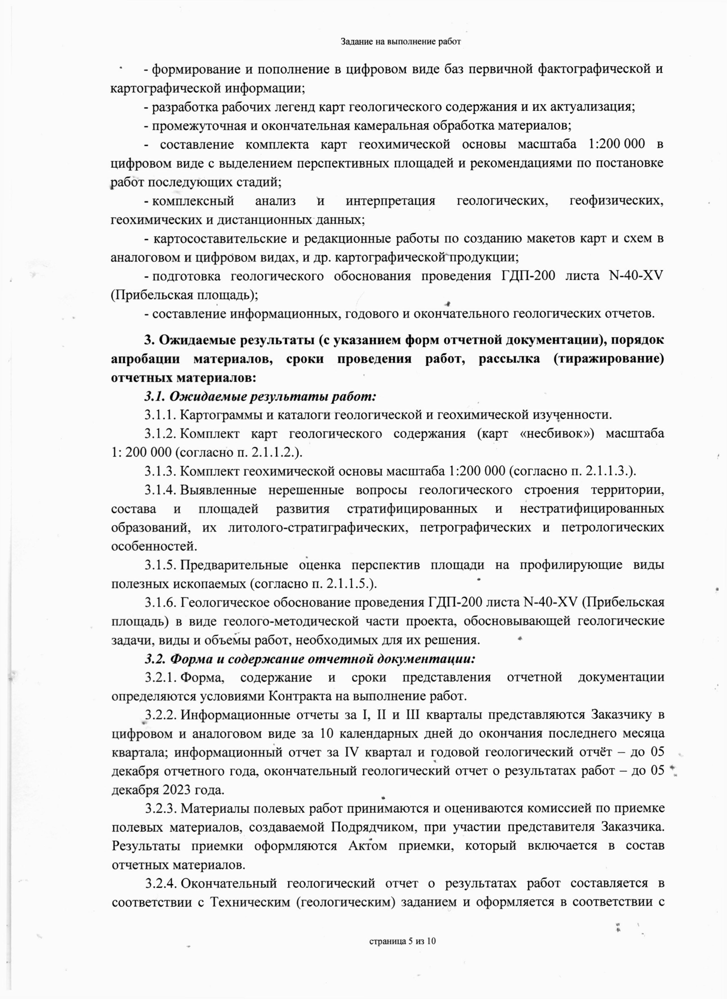 Задание на выполнение работ
- формирование и пополнение в цифровом виде баз первичной фактографической и
картографической информации;
- разработка рабочих легенд карт геологического содержания и их актуализация;
- промежуточная и окончательная камеральная обработка материалов;
- составление комплекта карт геохимической основы масштаба 1:200 000 в
цифровом виде с выделением перспективных площадей и рекомендациями по постановке
работ последующих стадий;
- комплексный анализ и интерпретация геологических, геофизических,
геохимических и дистанционных данных;
- картосоставительские и редакционные работы по созданию макетов карт и схем в
аналоговом и цифровом видах, и др. картографической продукции;
- подготовка геологического обоснования проведения ГДП-200 листа N-40-XV
(Прибельская площадь);
- составление информационных, годового и окончательного геологических отчетов.
3. Ожидаемые результаты (с указанием форм отчетной документации), порядок
апробации материалов, сроки проведения работ, рассылка (тиражирование)
отчетных материалов:
3.1. Ожидаемые результаты работ:
3.1.1. Картограммы и каталоги геологической и геохимической изученности.
3.1.2. Комплект карт геологического содержания (карт «несбивок») масштаба
1: 200 000 (согласно п. 2.1.1.2.).
3.1.3. Комплект геохимической основы масштаба 1:200 000 (согласно п. 2.1.1.3.).
3.1.4. Выявленные нерешенные вопросы геологического строения территории,
состава и площадей развития стратифицированных и нестратифицированных
образований, их литолого-стратиграфических, петрографических и петрологических
особенностей.
3.1.5. Предварительные оценка перспектив площади на профилирующие виды
полезных ископаемых (согласно п. 2.1.1.5.).
3.1.6. Геологическое обоснование проведения ГДП-200 листа N-40-XV (Прибельская
площадь) в виде геолого-методической части проекта, обосновывающей геологические
задачи, виды и объемы работ, необходимых для их решения.
3.2. Форма и содержание отчетной документации:
3.2.1. Форма, содержание и сроки представления отчетной документации
определяются условиями Контракта на выполнение работ.
3.2.2. Информационные отчеты за I, II и III кварталы представляются Заказчику в
цифровом и аналоговом виде за 10 календарных дней до окончания последнего месяца
квартала; информационный отчет за IV квартал и годовой геологический отчёт – до 05
декабря отчетного года, окончательный геологический отчет о результатах работ – до 05
декабря 2023 года.
3.2.3. Материалы полевых работ принимаются и оцениваются комиссией по приемке
полевых материалов, создаваемой Подрядчиком, при участии представителя Заказчика.
Результаты приемки оформляются Актом приемки, который включается в состав
отчетных материалов.
3.2.4. Окончательный геологический отчет о результатах работ составляется в
соответствии с Техническим (геологическим) заданием и оформляется в соответствии с
страница 5 из 10